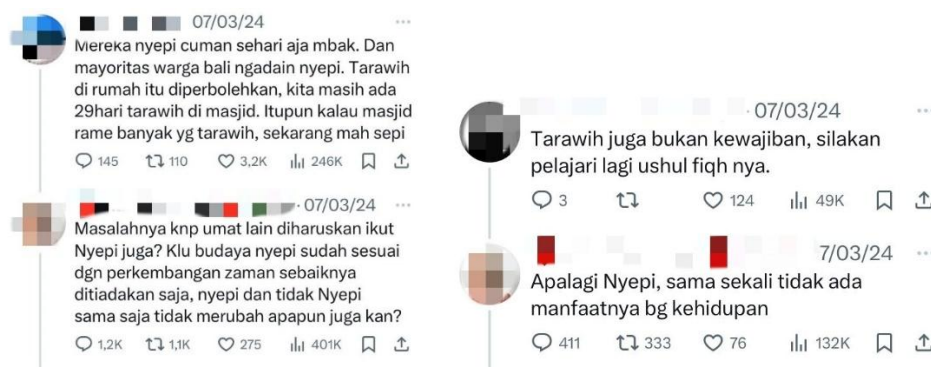 07/03/24
Mereka nyepi cuman sehari aja mbak. Dan
mayoritas warga bali ngadain nyepi. Tarawih
di rumah itu diperbolehkan, kita masih ada
29hari tarawih di masjid. Itupun kalau masjid
rame banyak yg tarawih, sekarang mah sepi
145 110 3,2K 246K
· 07/03/24
Masalahnya knp umat lain diharuskan ikut
Nyepi juga? Klu budaya nyepi sudah sesuai
dgn perkembangan zaman sebaiknya
ditiadakan saja, nyepi dan tidak Nyepi
sama saja tidak merubah apapun juga kan?
1,2K 1,1K 275 401K
· 07/03/24
Tarawih juga bukan kewajiban, silakan
pelajari lagi ushul fiqh nya.
3 124 49K
7/03/24
Apalagi Nyepi, sama sekali tidak ada
manfaatnya bg kehidupan
411 333 76 132K